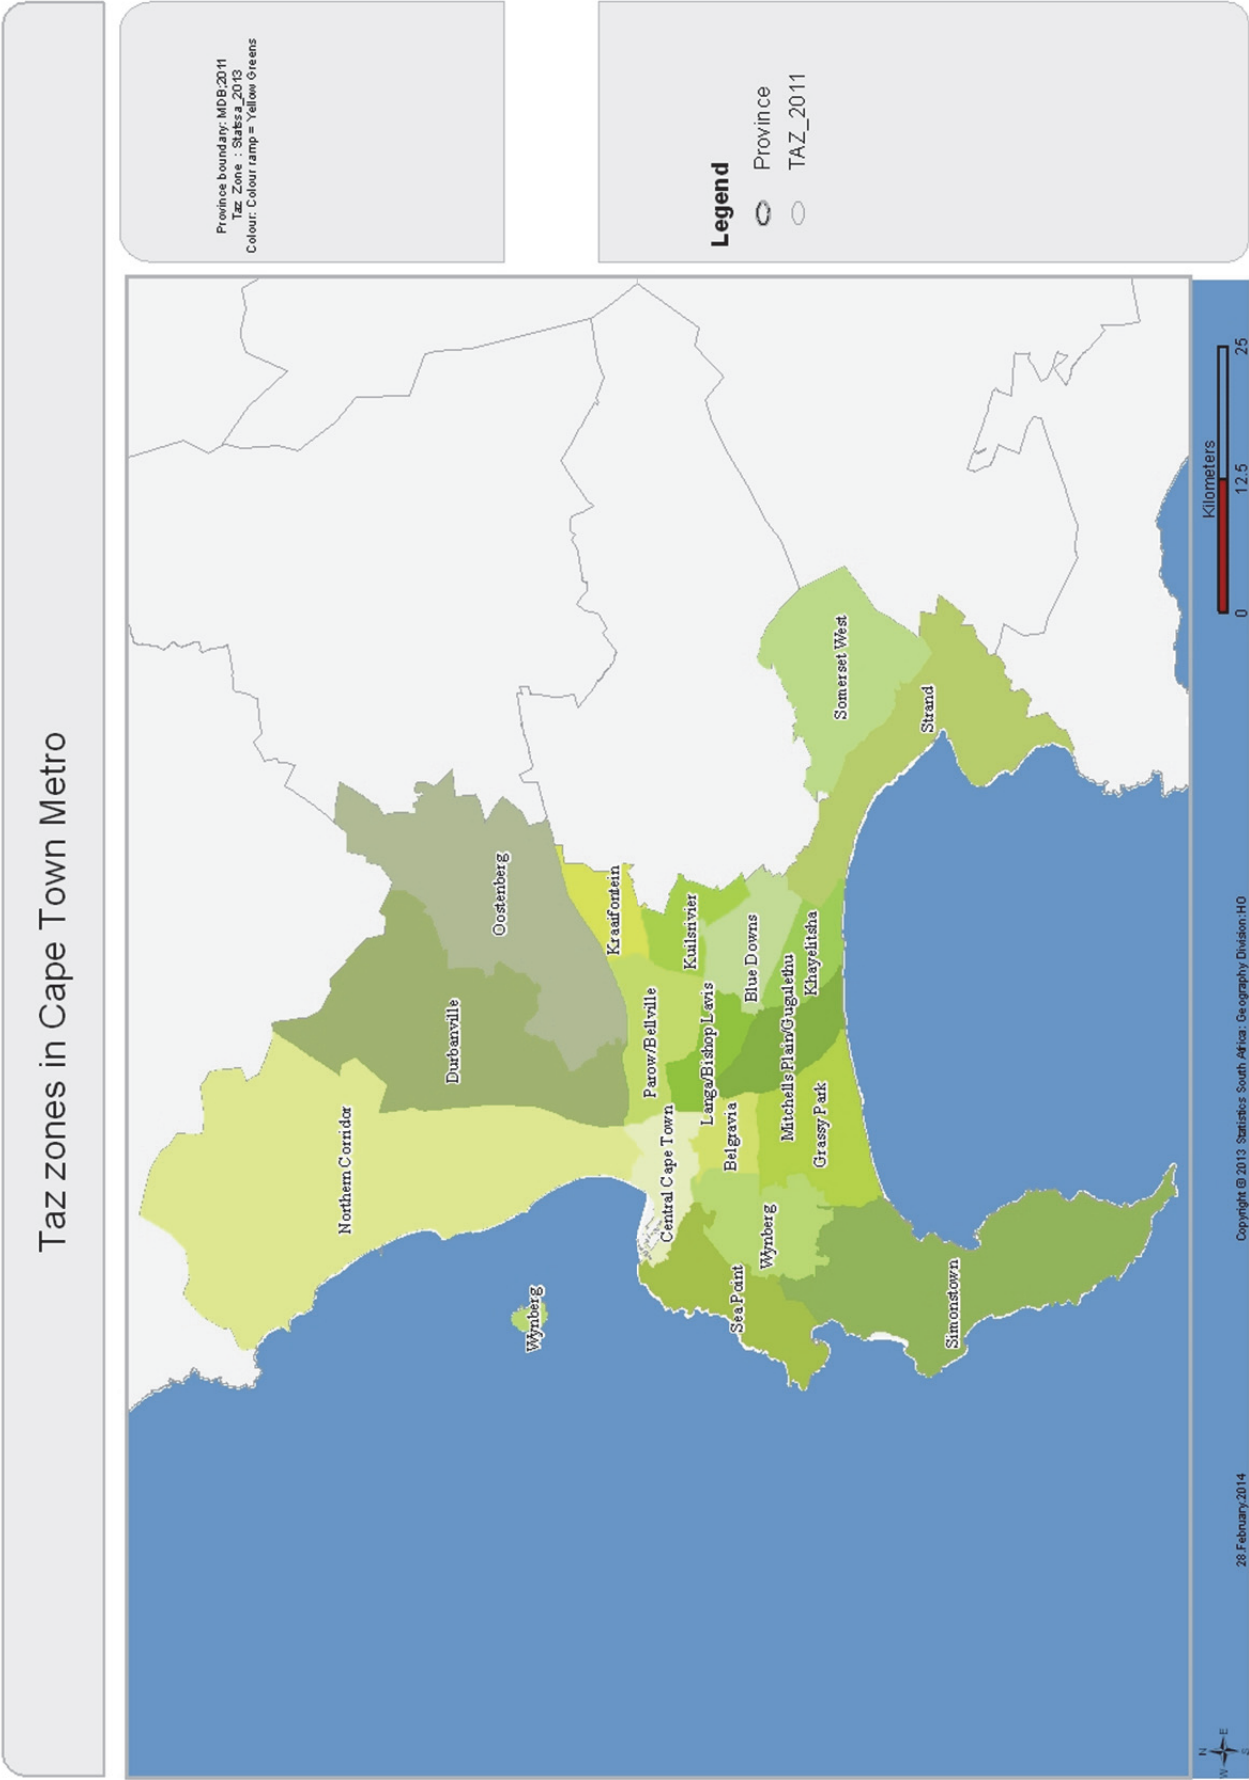 Taz zones in Cape Town Metro
Province boundary: MDB;2011
Taz Zone : Statssa_2013
Colour: Colour ramp = Yellow Greens
Legend
Province
TAZ_2011
Northern Corridor
Durbanville
Oostenberg
Wynberg
Kraaifontein
Parow/Bellville
Central Cape Town
Kuilsrivier
Langa/Bishop Lavis
Belgravia
Sea Point
Blue Downs
Wynberg
Mitchells Plain/Gugulethu
Khayelitsha
Grassy Park
Somerset West
Strand
Simonstown
Kilometers
0 12.5 25
N
W E
S
28.February.2014
Copyright @ 2013 Statistics South Africa: Geography Division:HO